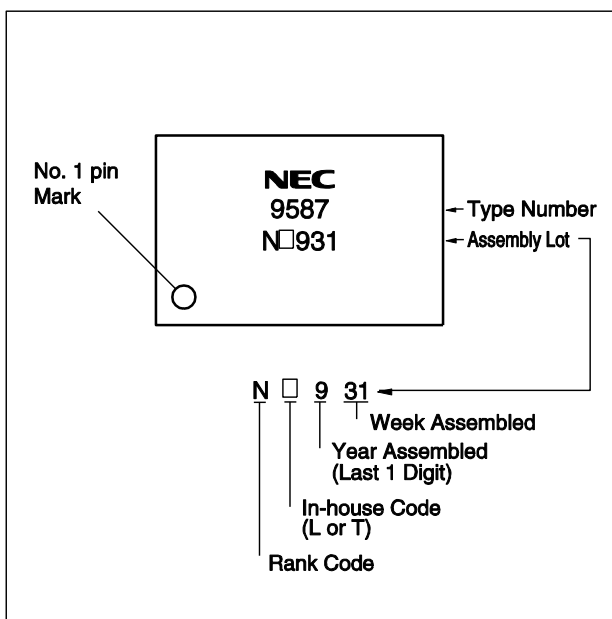 No. 1 pin
Mark
NEC
9587
N□931
Type Number
Assembly Lot
N □ 9 31
Week Assembled
Year Assembled
(Last 1 Digit)
In-house Code
(L or T)
Rank Code